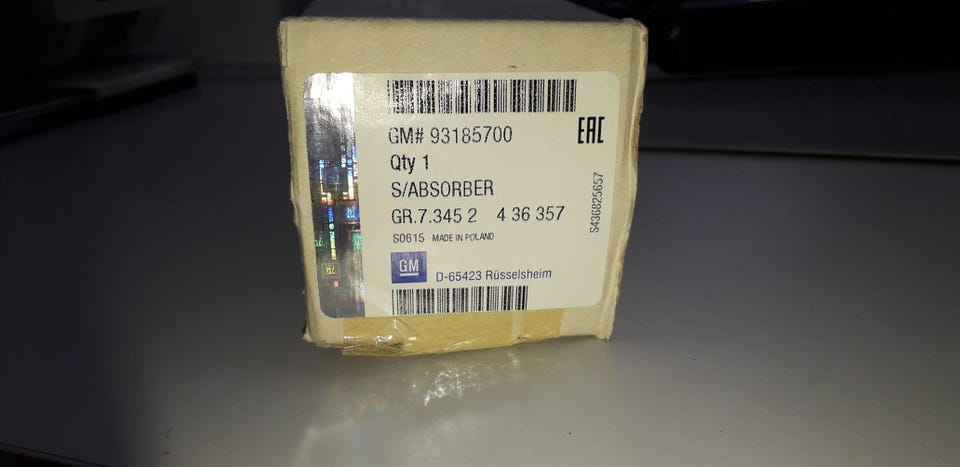 GM# 93185700
EAC
Qty 1
S/ABSORBER
GR.7.345 2 4 36 357
S0615 MADE IN POLAND
GM
D-65423 Rüsselsheim
S436825657